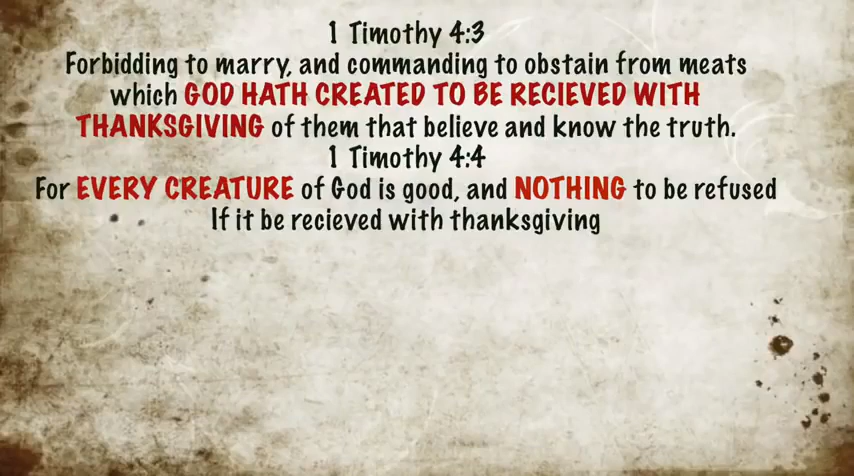 1 Timothy 4:3
Forbidding to marry, and commanding to obstain from meats
which GOD HATH CREATED TO BE RECIEVED WITH
THANKSGIVING of them that believe and know the truth.
1 Timothy 4:4
For EVERY CREATURE of God is good, and NOTHING to be refused
If it be recieved with thanksgiving